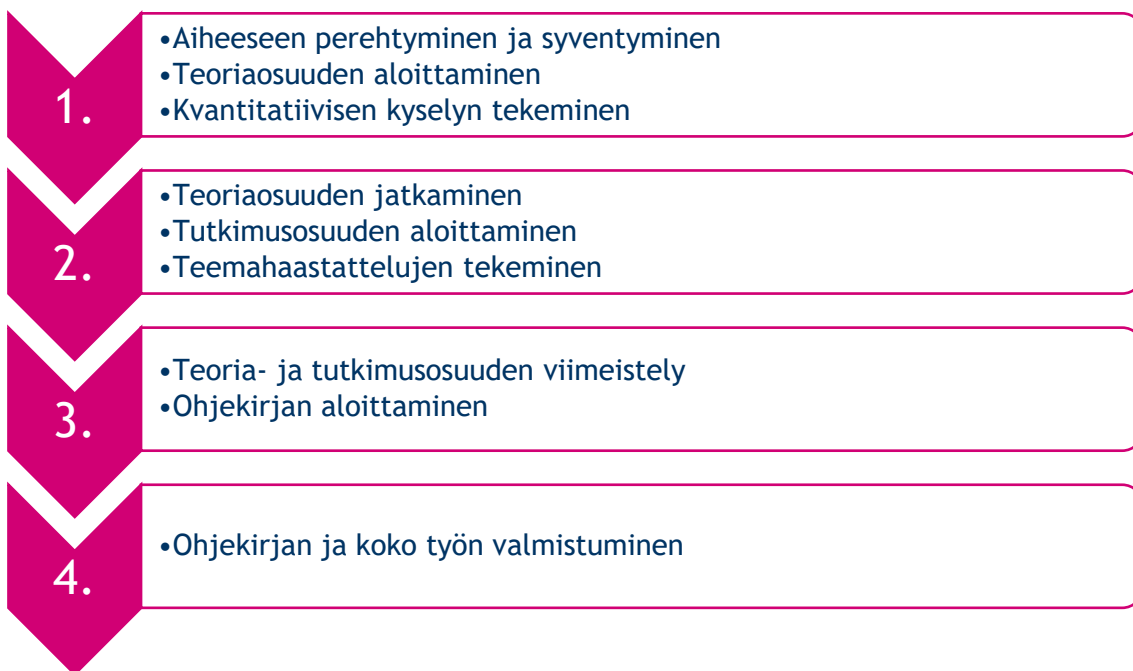 1.
•Aiheeseen perehtyminen ja syventyminen
•Teoriaosuuden aloittaminen
•Kvantitatiivisen kyselyn tekeminen
2.
•Teoriaosuuden jatkaminen
•Tutkimusosuuden aloittaminen
•Teemahaastattelujen tekeminen
3.
•Teoria- ja tutkimusosuuden viimeistely
•Ohjekirjan aloittaminen
4.
•Ohjekirjan ja koko työn valmistuminen